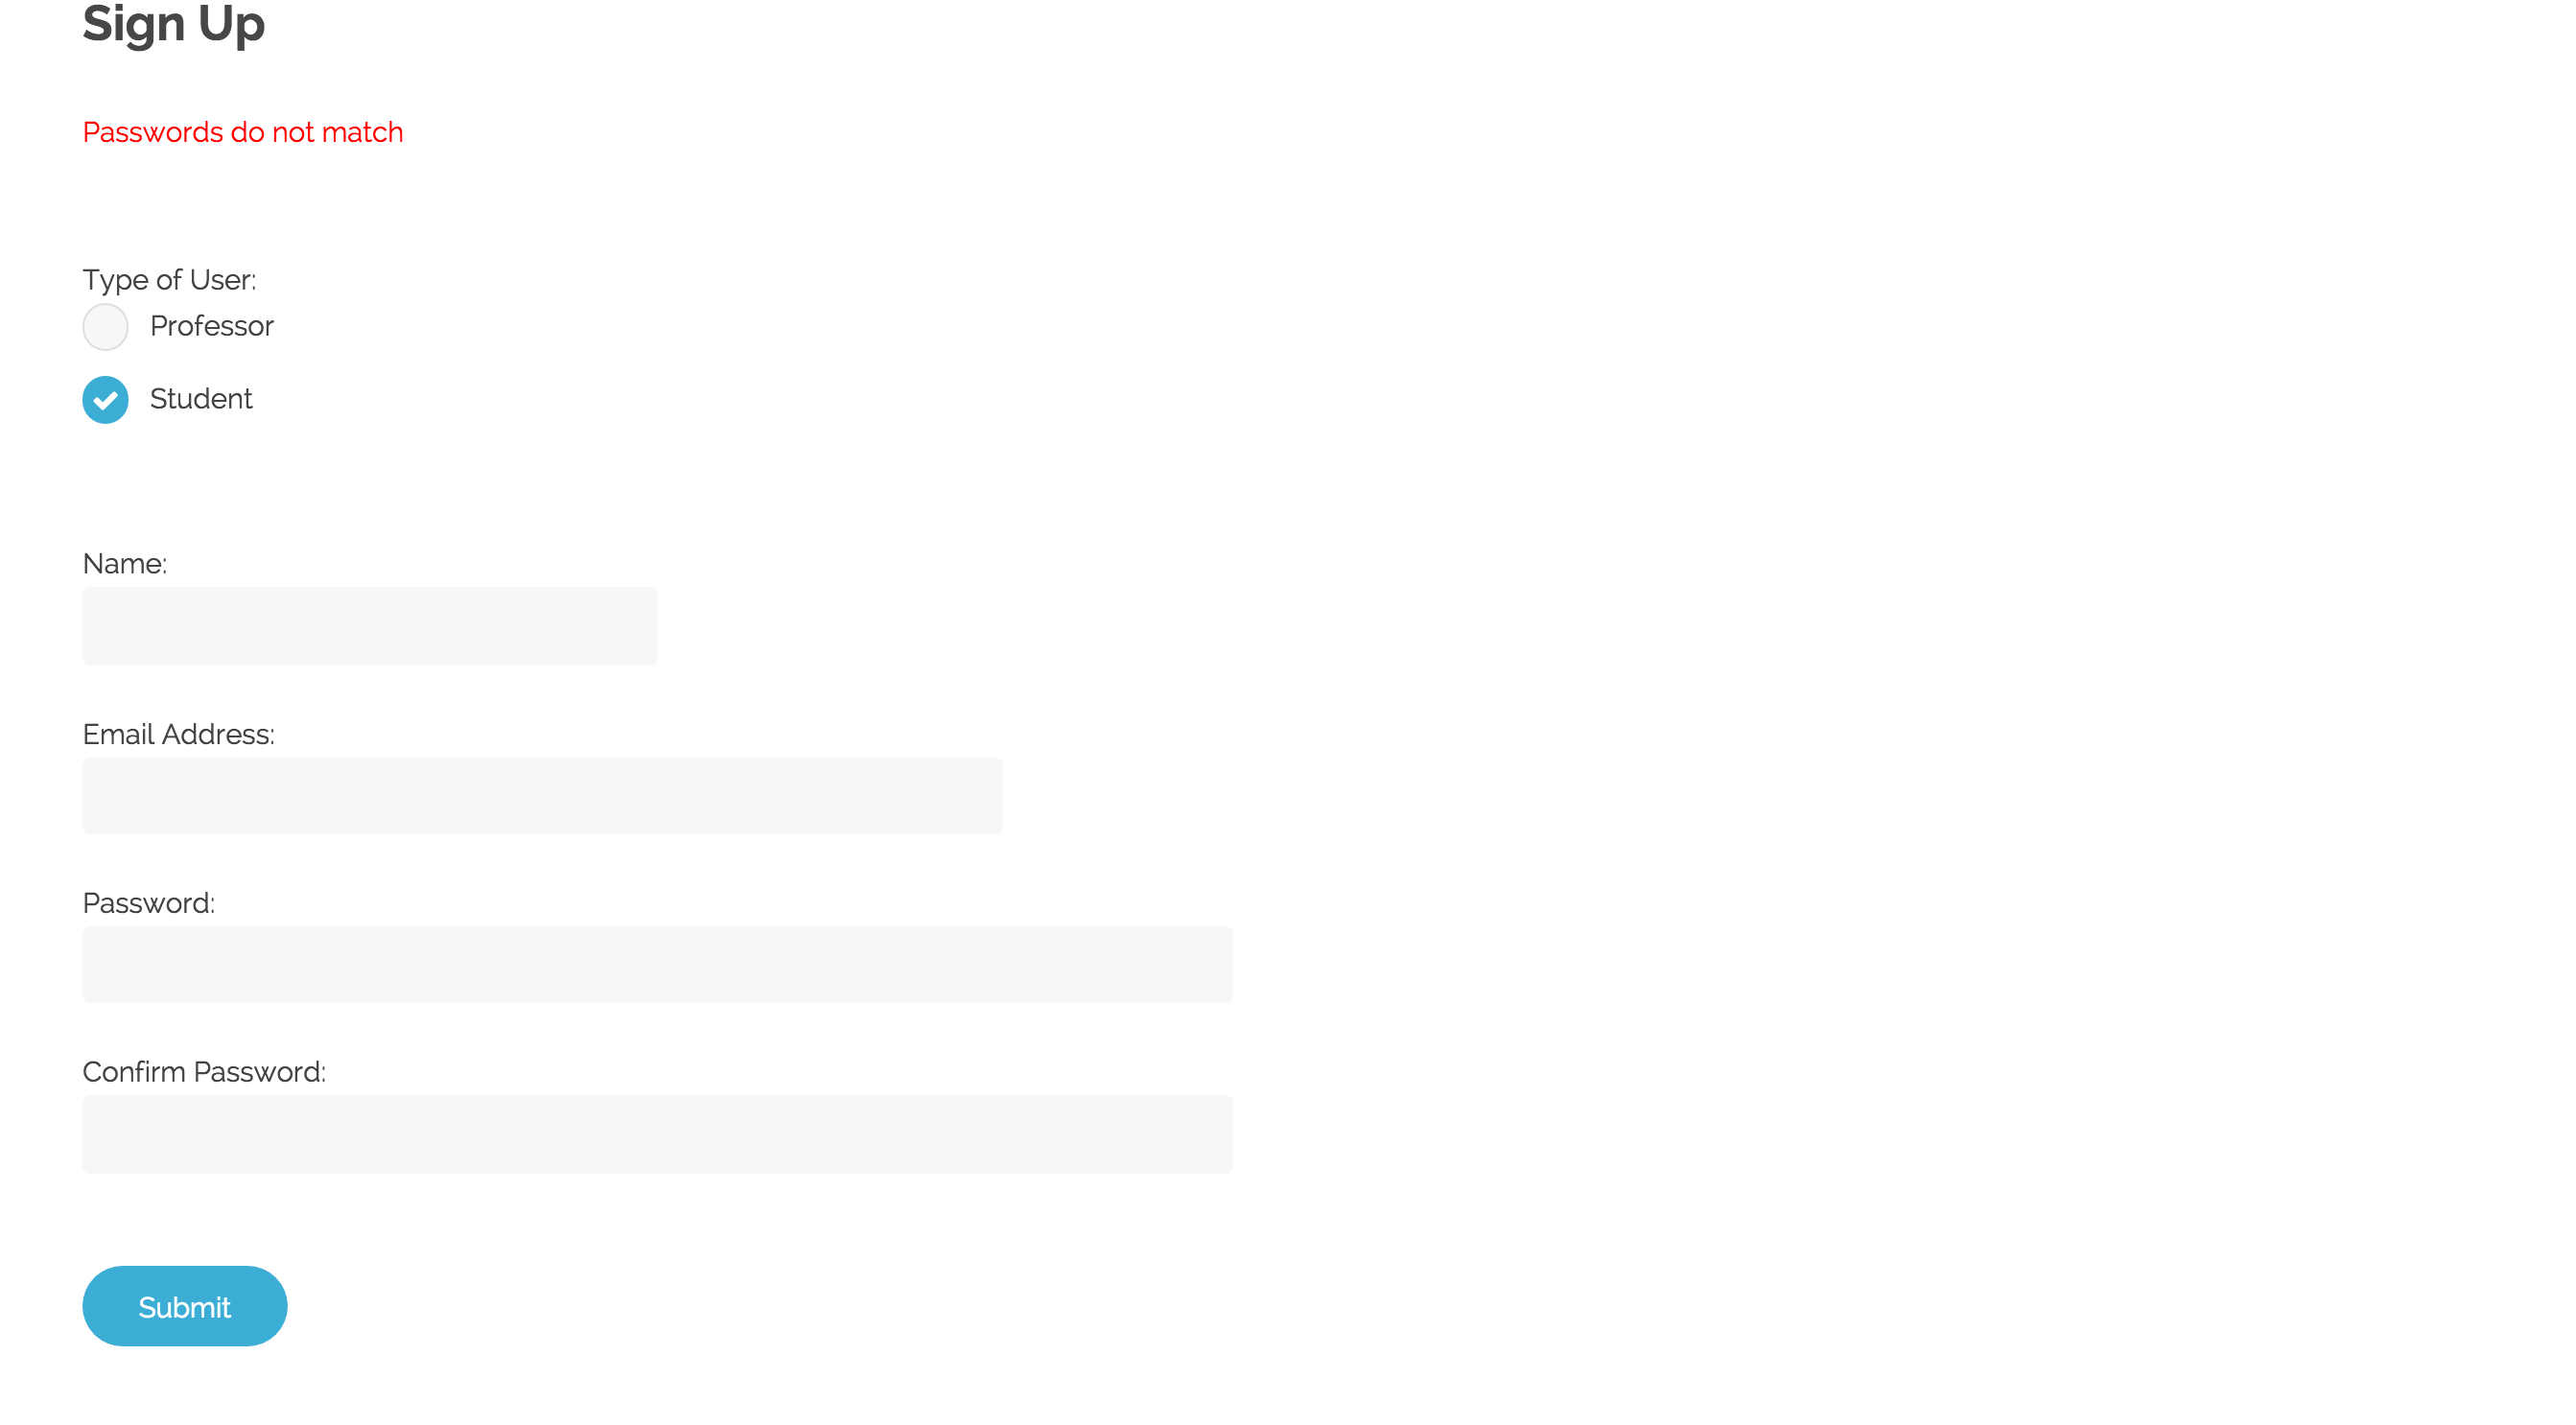 Sign Up
Passwords do not match
Type of User:
Professor
Student
Name:
Email Address:
Password:
Confirm Password:
Submit